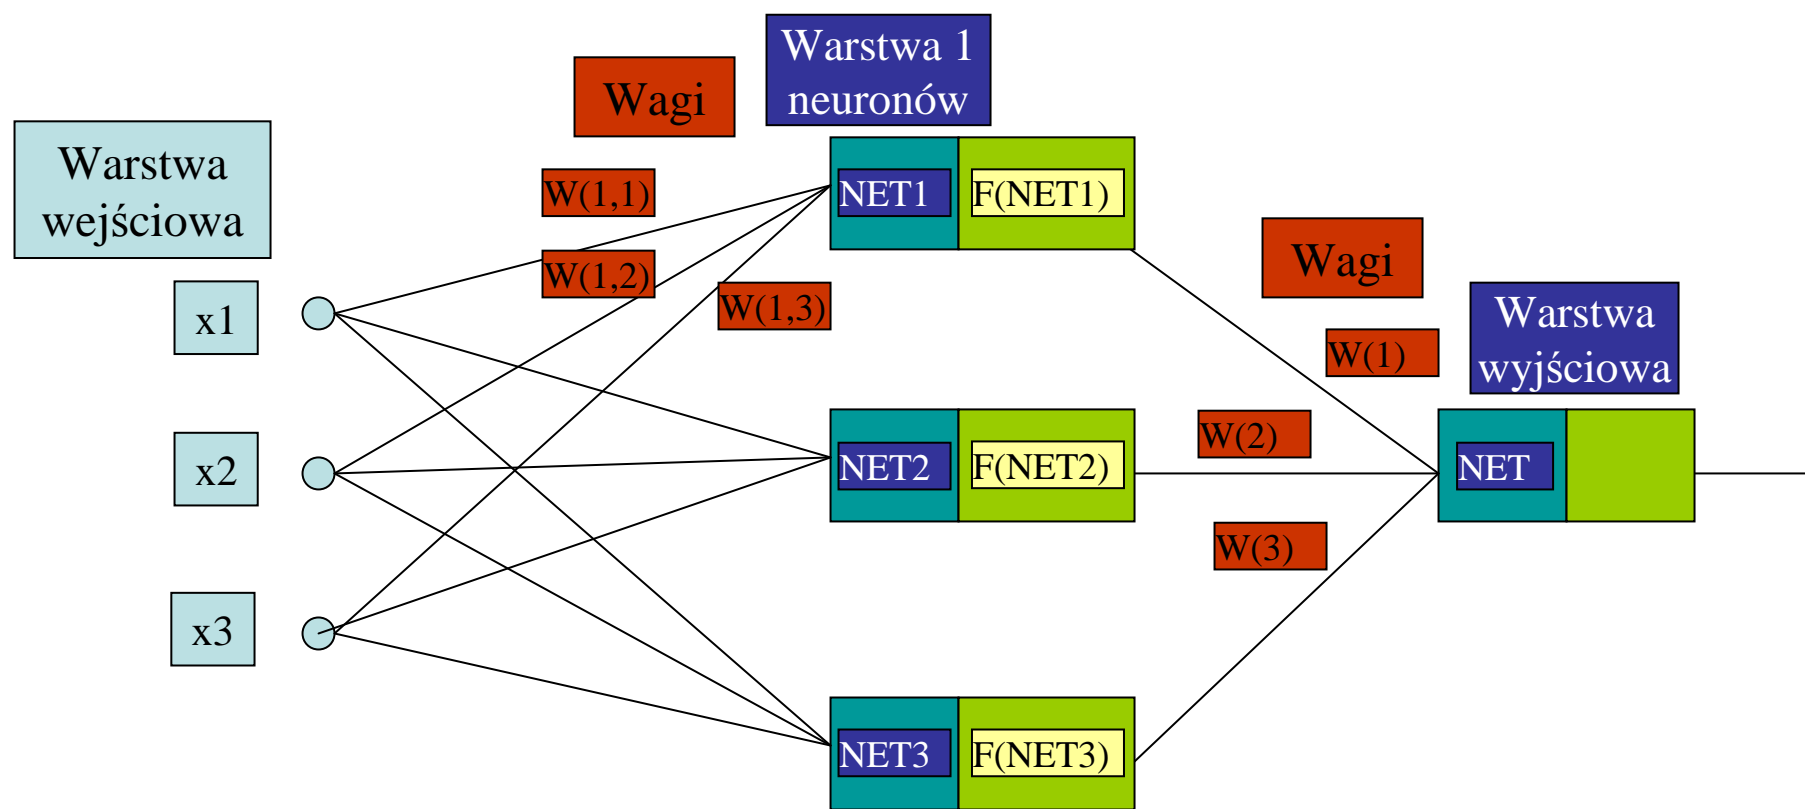 Warstwa 1
neuronów
Wagi
Warstwa
wejściowa
W(1,1)
NET1
F(NET1)
W(1,2)
W(1,3)
Wagi
x1
Warstwa
wyjściowa
W(1)
x2
NET2
F(NET2)
W(2)
NET
W(3)
x3
NET3
F(NET3)